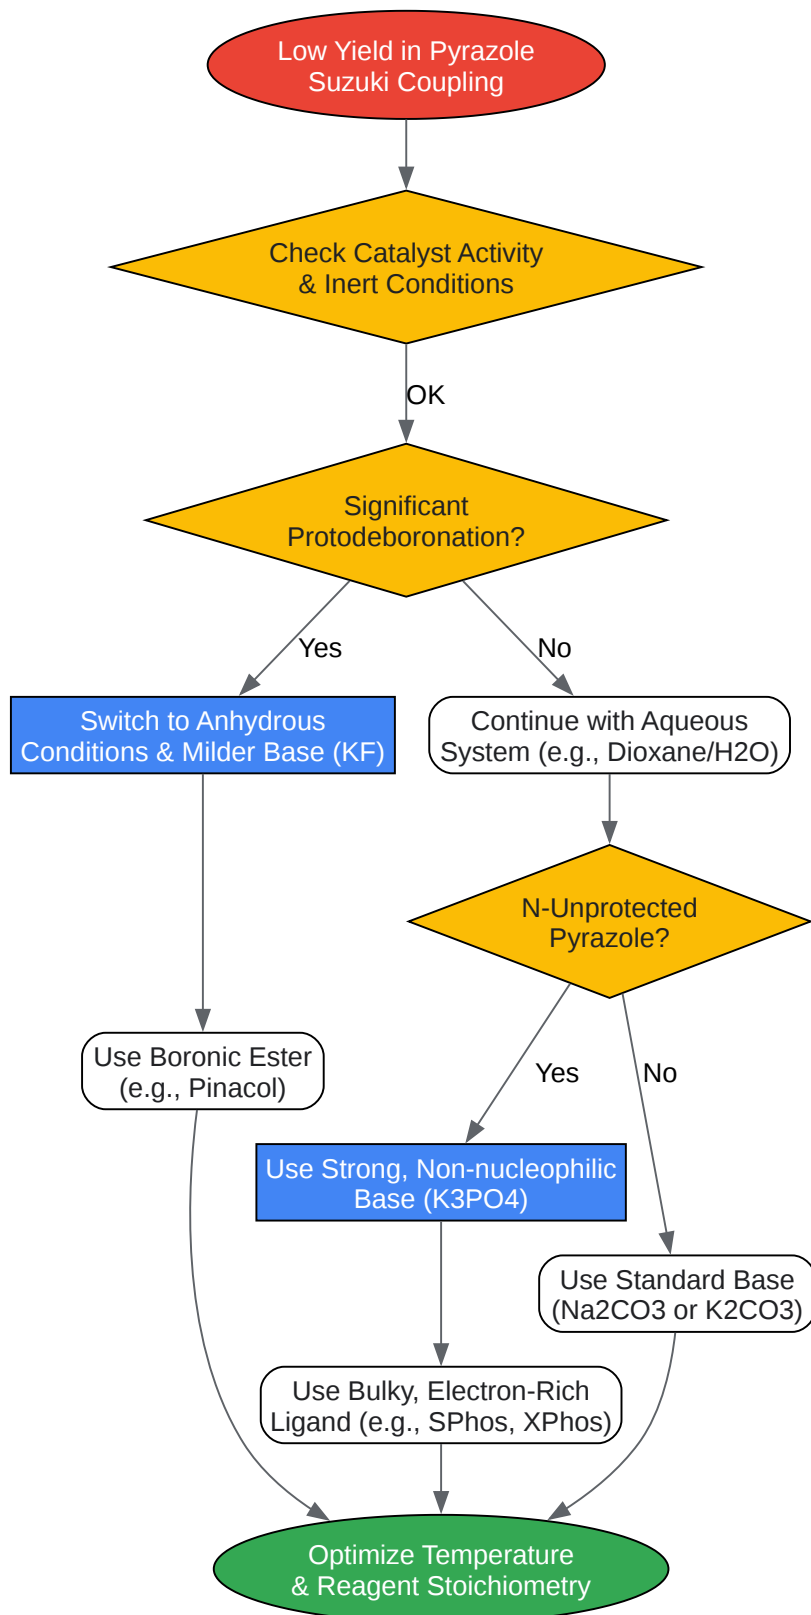 Low Yield in Pyrazole
Suzuki Coupling
Check Catalyst Activity
& Inert Conditions
OK
Significant
Protodeboronation?
Yes
No
Switch to Anhydrous
Conditions & Milder Base (KF)
Continue with Aqueous
System (e.g., Dioxane/H2O)
N-Unprotected
Pyrazole?
Use Boronic Ester
(e.g., Pinacol)
Yes
No
Use Strong, Non-nucleophilic
Base (K3PO4)
Use Standard Base
(Na2CO3 or K2CO3)
Use Bulky, Electron-Rich
Ligand (e.g., SPhos, XPhos)
Optimize Temperature
& Reagent Stoichiometry